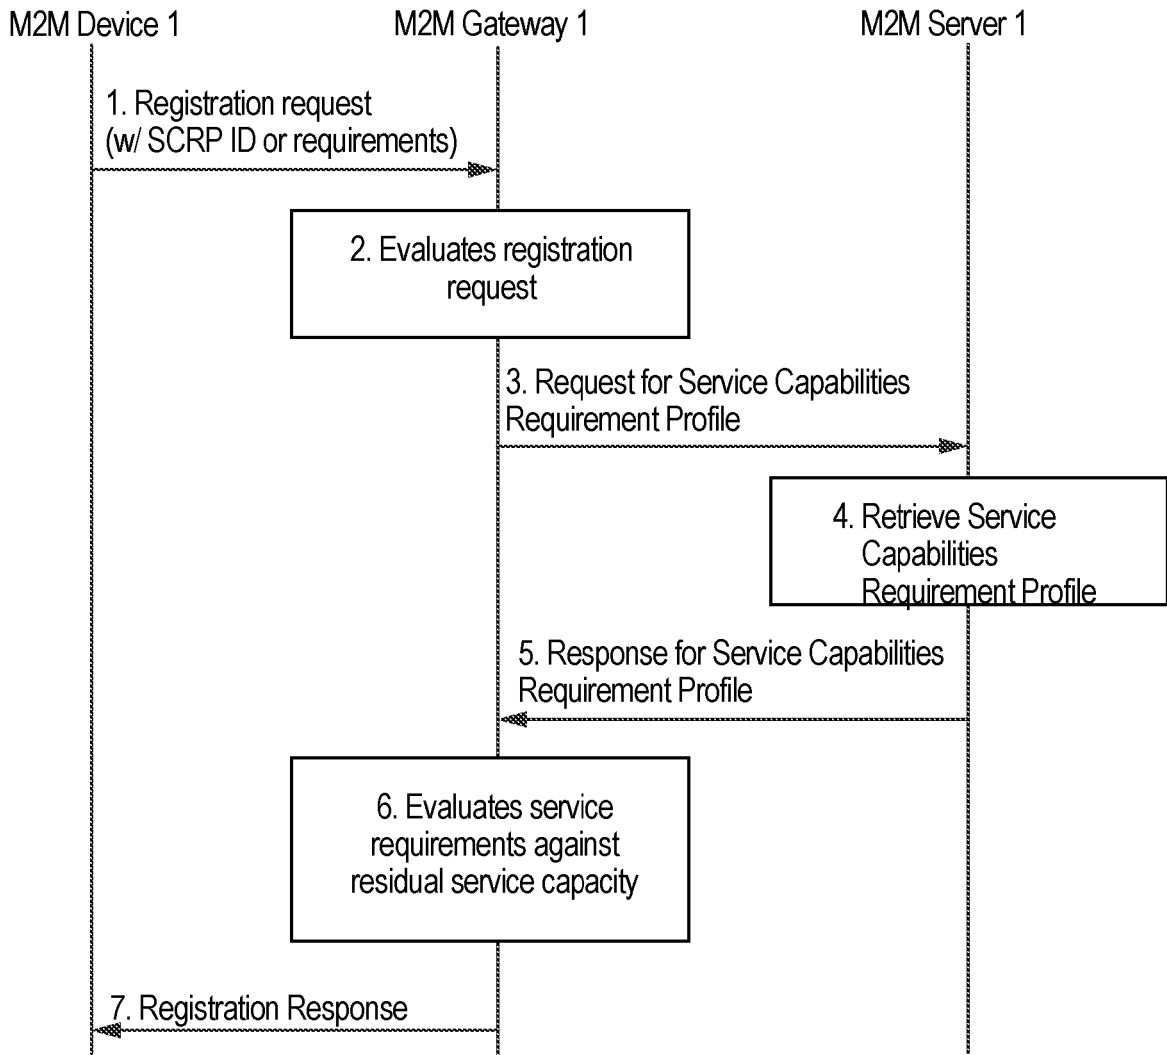 M2M Device 1
M2M Gateway 1
M2M Server 1
1. Registration request
(w/ SCRP ID or requirements)
2. Evaluates registration
request
3. Request for Service Capabilities
Requirement Profile
4. Retrieve Service
Capabilities
Requirement Profile
5. Response for Service Capabilities
Requirement Profile
6. Evaluates service
requirements against
residual service capacity
7. Registration Response